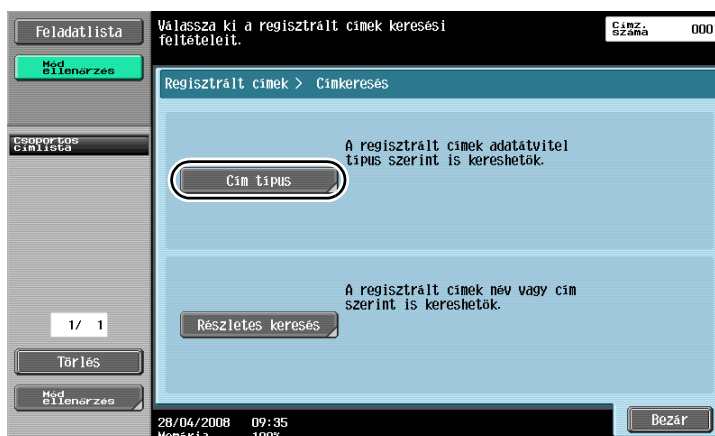 Feladatlista
Mód
ellenőrzés
Csoportos
címlista
1/ 1
Törlés
Mód
ellenőrzés
Válassza ki a regisztrált címek keresési
feltételeit.
Címz.
száma
000
Regisztrált címek > Címkeresés
A regisztrált címek adatátvitel
típus szerint is kereshetők.
Cím típus
A regisztrált címek név vagy cím
szerint is kereshetők.
Részletes keresés
28/04/2008 09:35
Memória 100%
Bezár